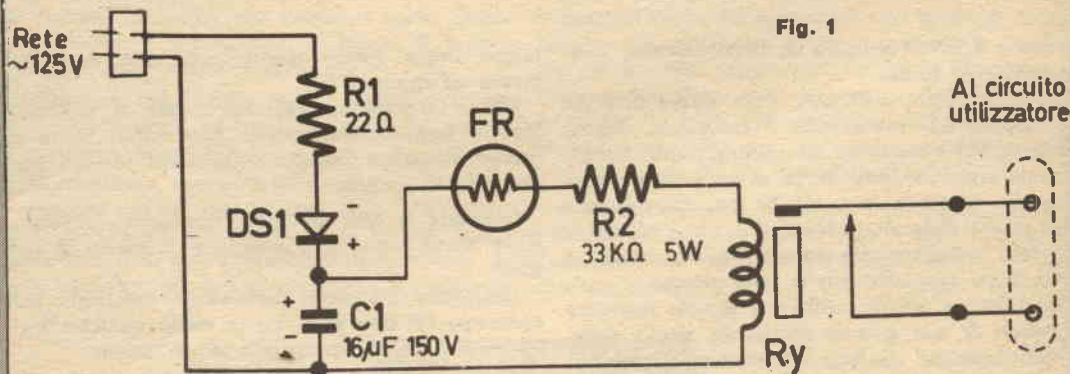 Fig. 1
Rete
~125V
R1
22Ω
FR
Al circuito
utilizzatore
DS1
-
+
R2
33KΩ 5W
+
-
C1
16µF 150V
Ry